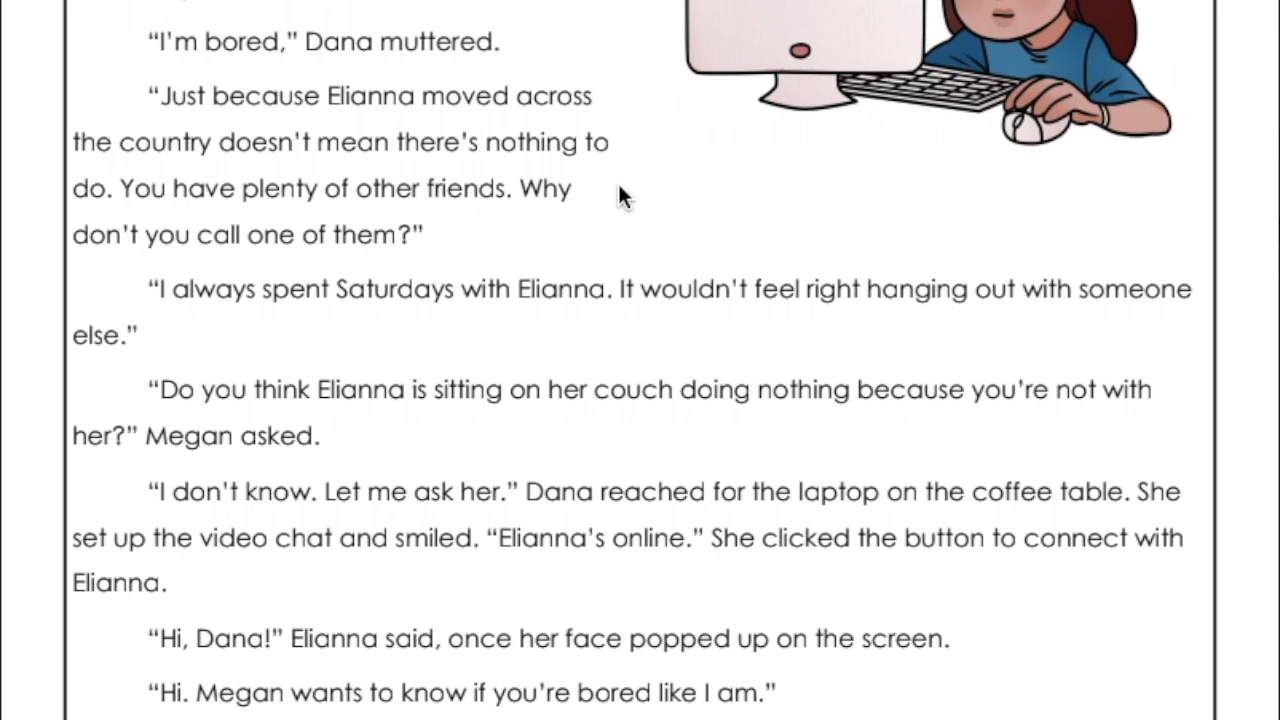 “I’m bored,” Dana muttered.
“Just because Elianna moved across
the country doesn’t mean there’s nothing to
do. You have plenty of other friends. Why
don’t you call one of them?”
“I always spent Saturdays with Elianna. It wouldn’t feel right hanging out with someone
else.”
“Do you think Elianna is sitting on her couch doing nothing because you’re not with
her?” Megan asked.
“I don’t know. Let me ask her.” Dana reached for the laptop on the coffee table. She
set up the video chat and smiled. “Elianna’s online.” She clicked the button to connect with
Elianna.
“Hi, Dana!” Elianna said, once her face popped up on the screen.
“Hi. Megan wants to know if you’re bored like I am.”